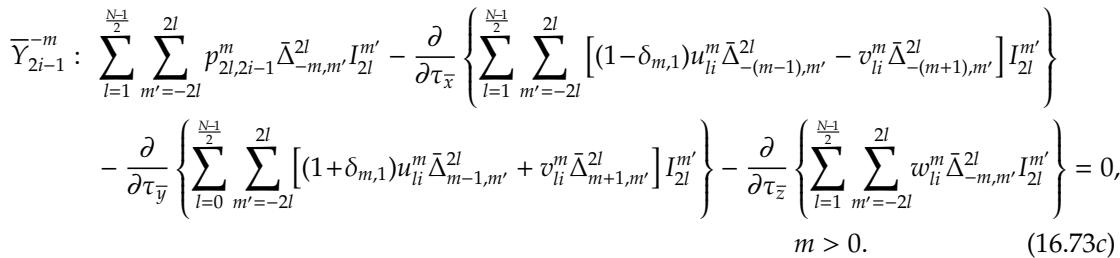 $\overline{Y}_{2i-1}^{-m}: \ \sum_{l=1}^{\frac{N-1}{2}} \sum_{m'=-2l}^{2l} p_{2l,2i-1}^{m} \bar{\Delta}_{-m,m'}^{2l} I_{2l}^{m'} - \frac{\partial}{\partial \tau_{\overline{x}}} \left\{ \sum_{l=1}^{\frac{N-1}{2}} \sum_{m'=-2l}^{2l} \left[ (1-\delta_{m,1}) u_{li}^{m} \bar{\Delta}_{-(m-1),m'}^{2l} - v_{li}^{m} \bar{\Delta}_{-(m+1),m'}^{2l} \right] I_{2l}^{m'} \right\}$
$- \frac{\partial}{\partial \tau_{\overline{y}}} \left\{ \sum_{l=0}^{\frac{N-1}{2}} \sum_{m'=-2l}^{2l} \left[ (1+\delta_{m,1}) u_{li}^{m} \bar{\Delta}_{m-1,m'}^{2l} + v_{li}^{m} \bar{\Delta}_{m+1,m'}^{2l} \right] I_{2l}^{m'} \right\} - \frac{\partial}{\partial \tau_{\overline{z}}} \left\{ \sum_{l=1}^{\frac{N-1}{2}} \sum_{m'=-2l}^{2l} w_{li}^{m} \bar{\Delta}_{-m,m'}^{2l} I_{2l}^{m'} \right\} = 0,$
$m > 0.$ (16.73c)